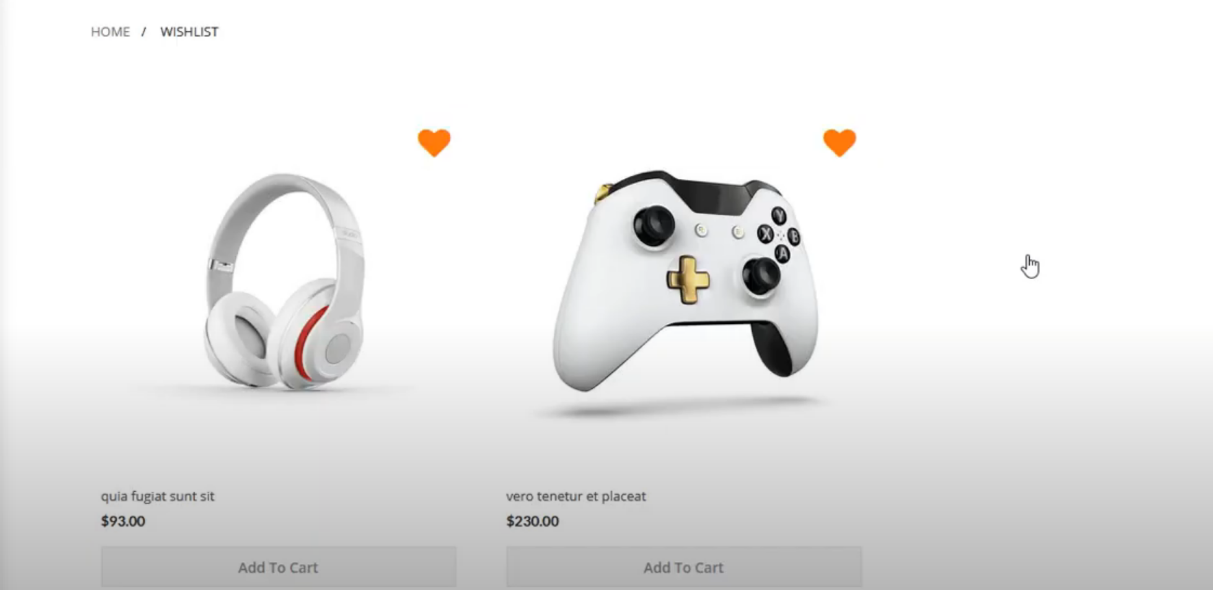 HOME / WISHLIST
Y
X B
A
quia fugiat sunt sit
vero tenetur et placeat
$93.00
$230.00
Add To Cart
Add To Cart